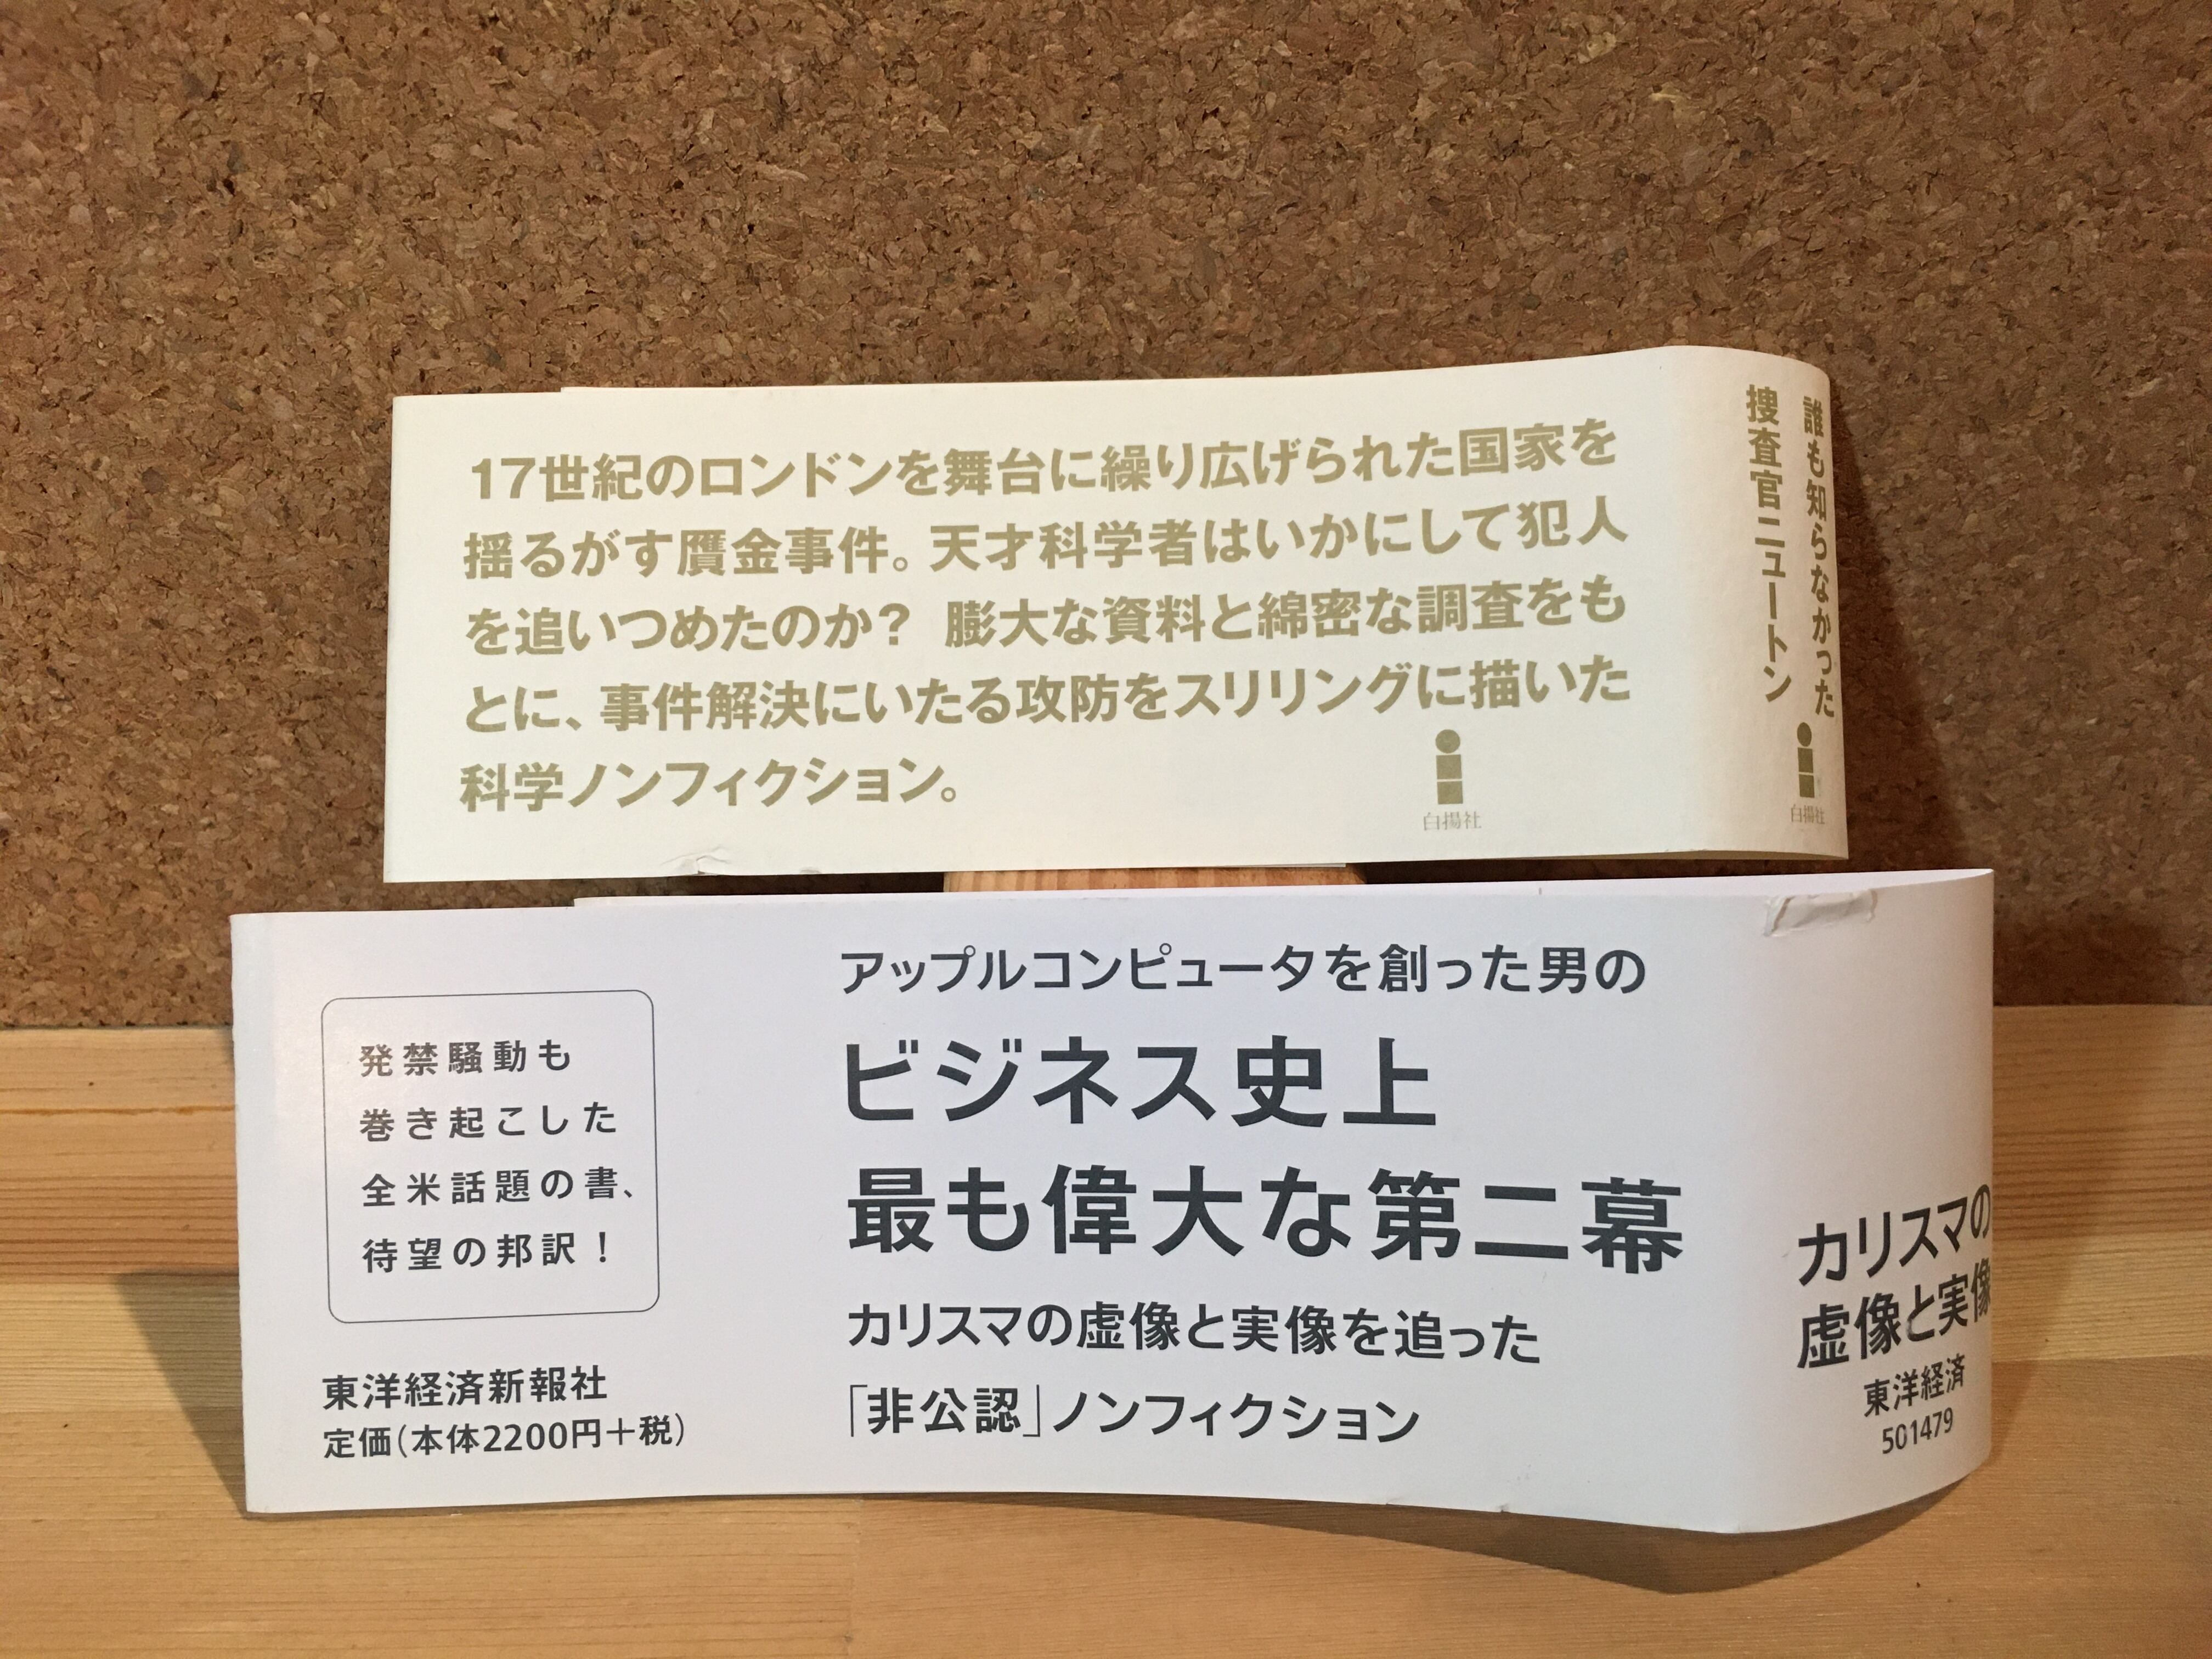 17世紀のロンドンを舞台に繰り広げられた国家を
揺るがす贋金事件。天才科学者はいかにして犯人
を追いつめたのか? 膨大な資料と綿密な調査をも
とに、事件解決にいたる攻防をスリリングに描いた
科学ノンフィクション。
白揚社
誰も知らなかった
捜査官ニュートン
白揚社
発禁騒動も
巻き起こした
全米話題の書、
待望の邦訳!
東洋経済新報社
定価(本体2200円+税)
アップルコンピュータを創った男の
ビジネス史上
最も偉大な第二幕
カリスマの虚像と実像を追った
「非公認」ノンフィクション
カリスマの
虚像と実像
東洋経済
501479